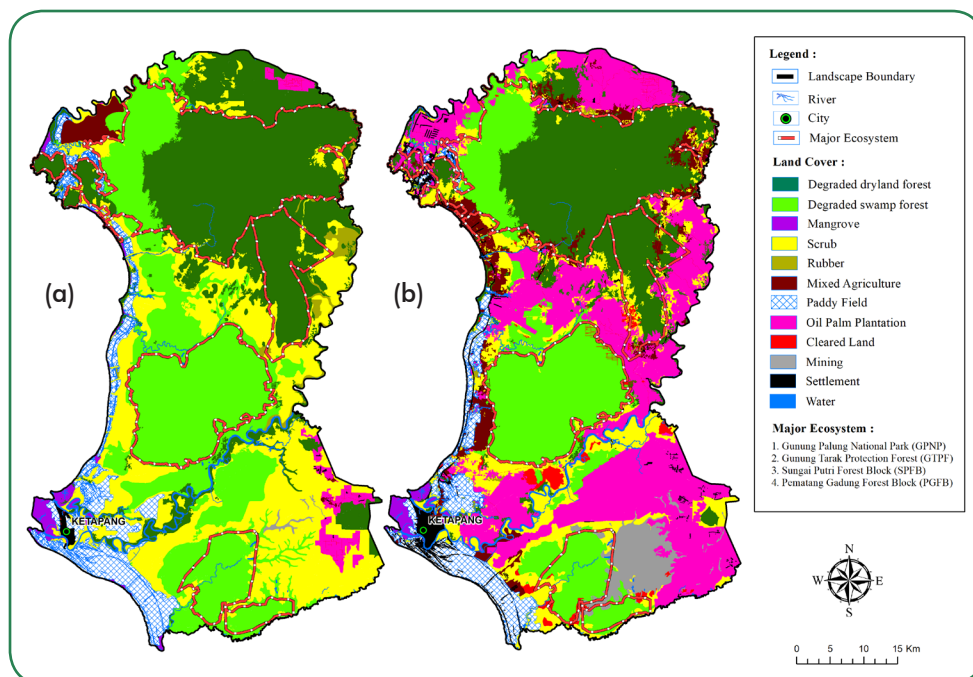 (a)
KETAPANG
(b)
KETAPANG
Legend :
Landscape Boundary
River
City
Major Ecosystem
Land Cover :
Degraded dryland forest
Degraded swamp forest
Mangrove
Scrub
Rubber
Mixed Agriculture
Paddy Field
Oil Palm Plantation
Cleared Land
Mining
Settlement
Water
Major Ecosystem :
1. Gunung Palung National Park (GPNP)
2. Gunung Tarak Protection Forest (GTPF)
3. Sungai Putri Forest Block (SPFB)
4. Pematang Gadung Forest Block (PGFB)
N
W E
S
0 5 10 15 Km